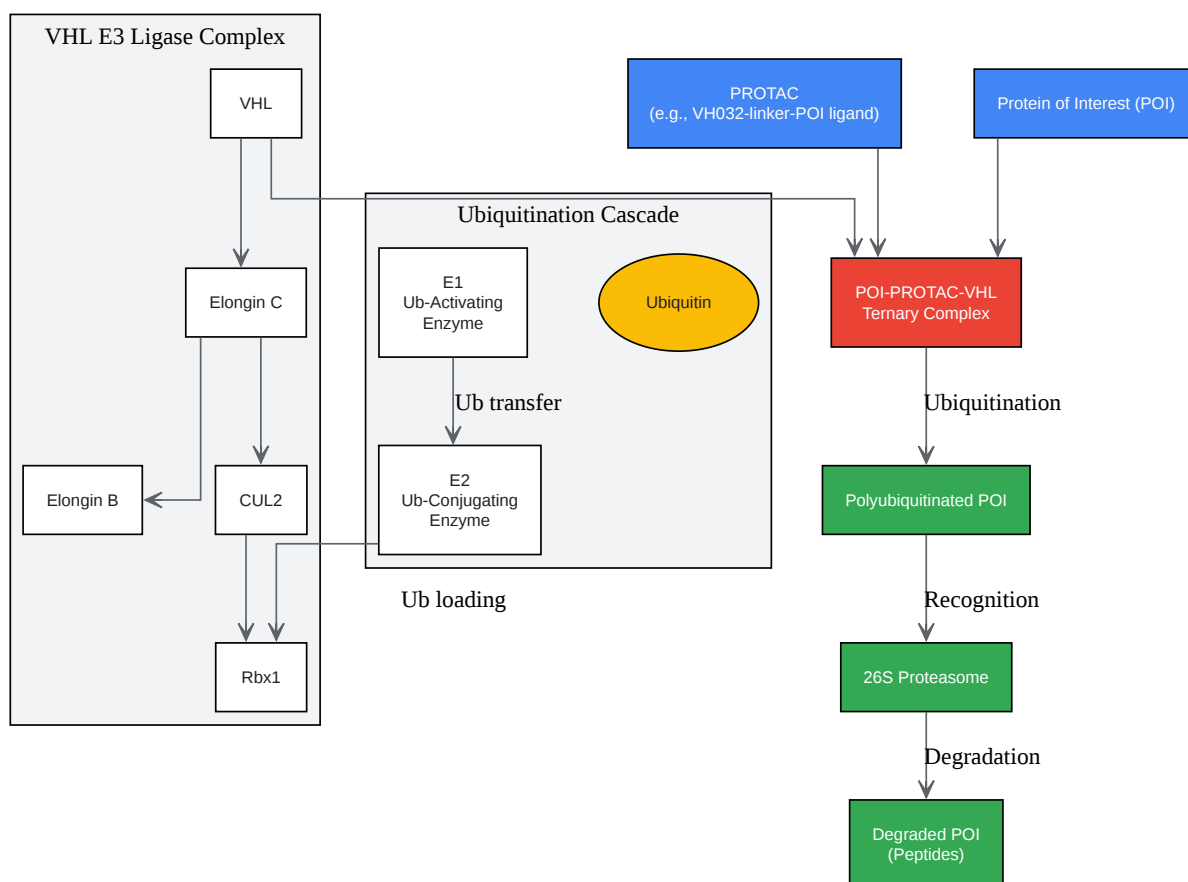 VHL E3 Ligase Complex
VHL
PROTAC
(e.g., VH032-linker-POI ligand)
Protein of Interest (POI)
Ubiquitination Cascade
Elongin C
E1
Ub-Activating
Enzyme
Ubiquitin
POI-PROTAC-VHL
Ternary Complex
Ub transfer
Ubiquitination
Elongin B
CUL2
E2
Ub-Conjugating
Enzyme
Polyubiquitinated POI
Ub loading
Recognition
Rbx1
26S Proteasome
Degradation
Degraded POI
(Peptides)